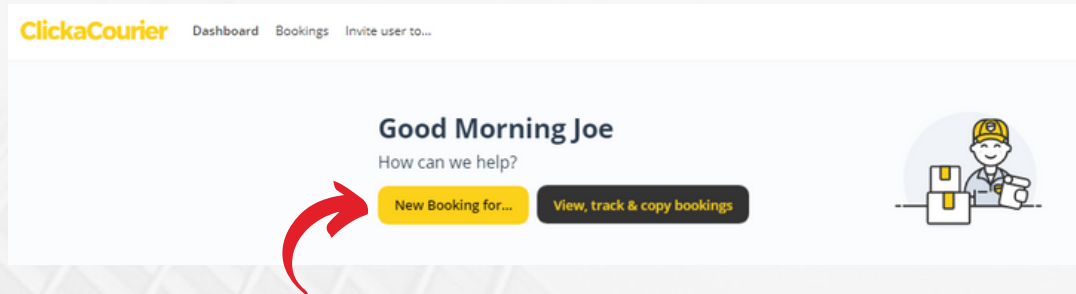 ClickaCourier Dashboard Bookings Invite user to...
Good Morning Joe
How can we help?
New Booking for... View, track & copy bookings